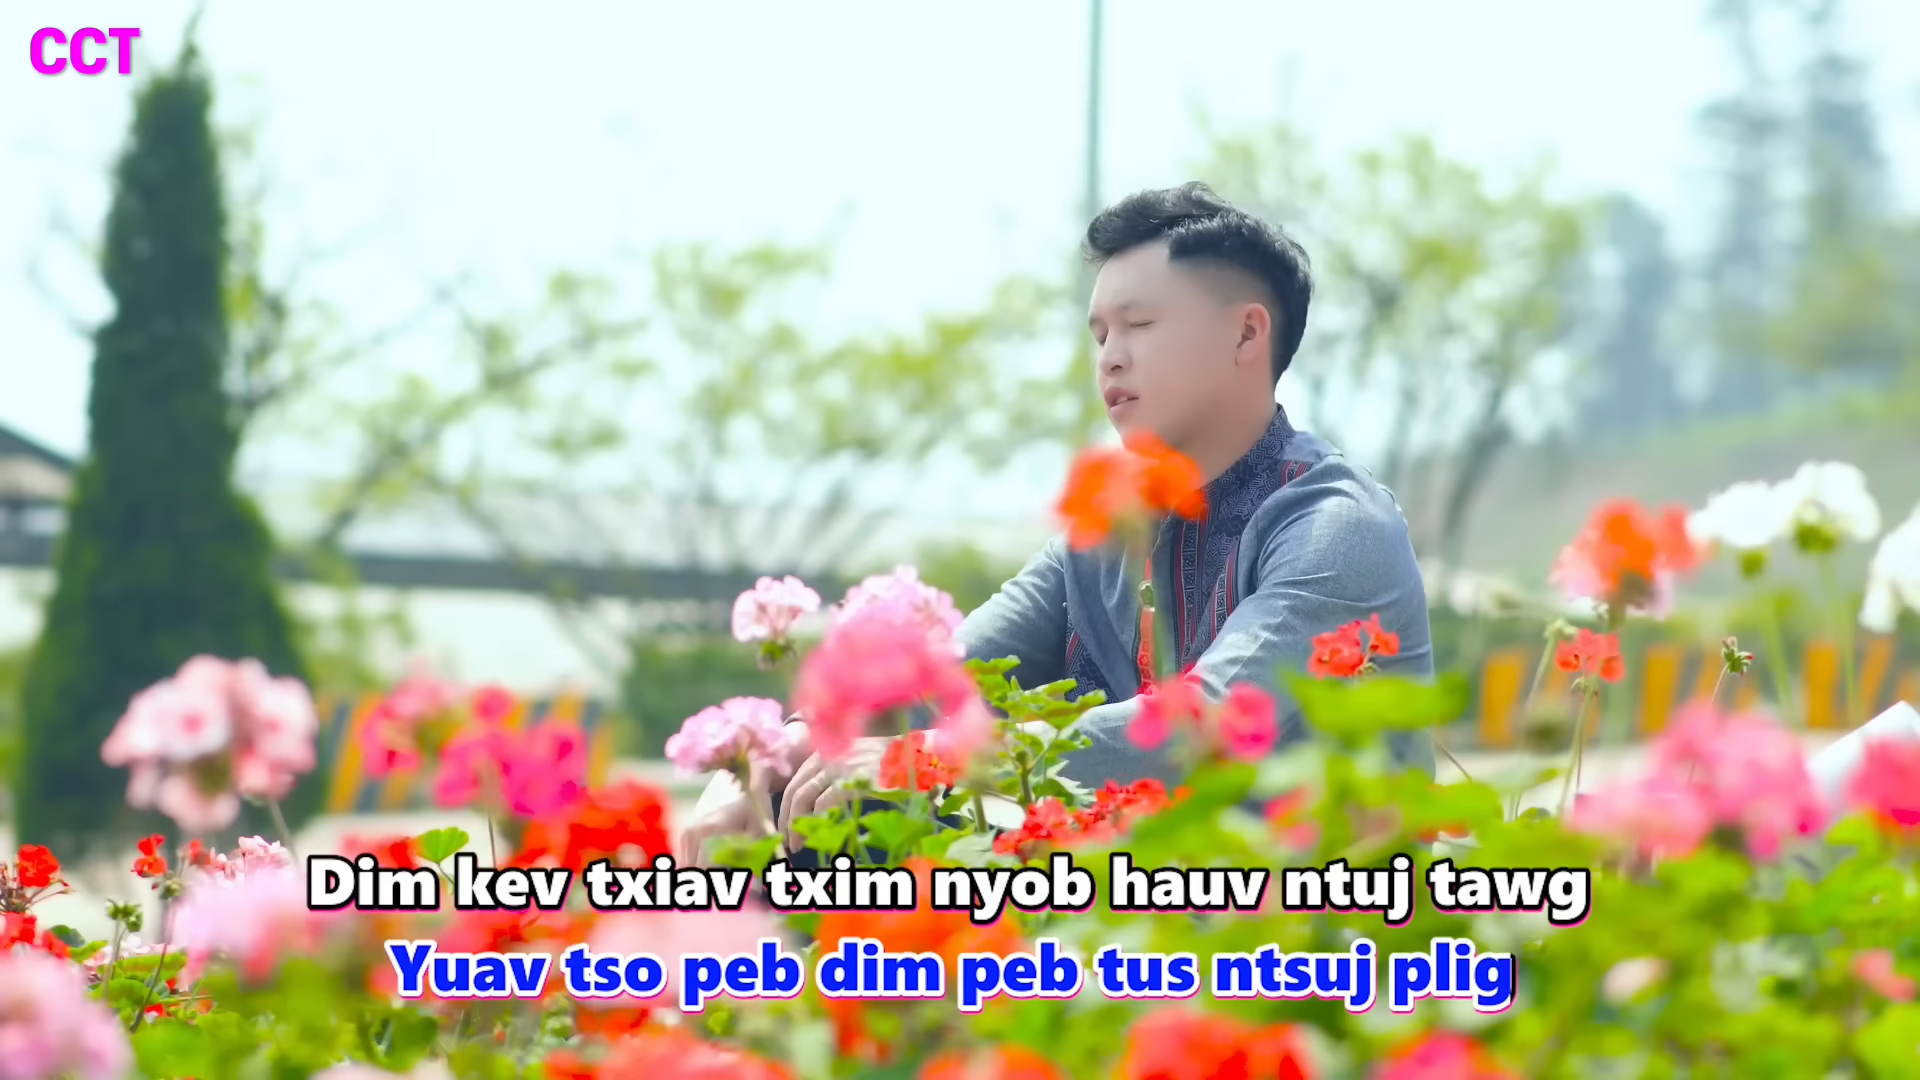 CCT
Dim kev txiav txim nyob hauv ntuj tawg
Yuav tso peb dim peb tus ntsuj plig